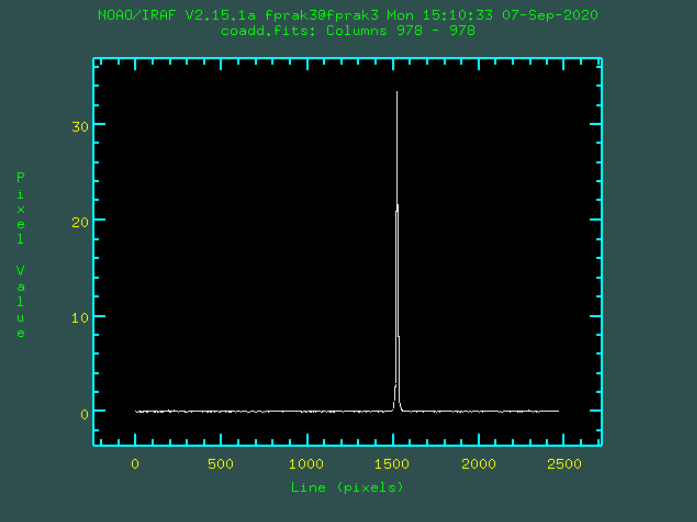 NOAO/IRAF V2.15.1a fprak3@fprak3 Mon 15:10:33 07-Sep-2020
coadd.fits: Columns 978 - 978
30
20
10
0
Pixel Value
0 500 1000 1500 2000 2500
Line (pixels)